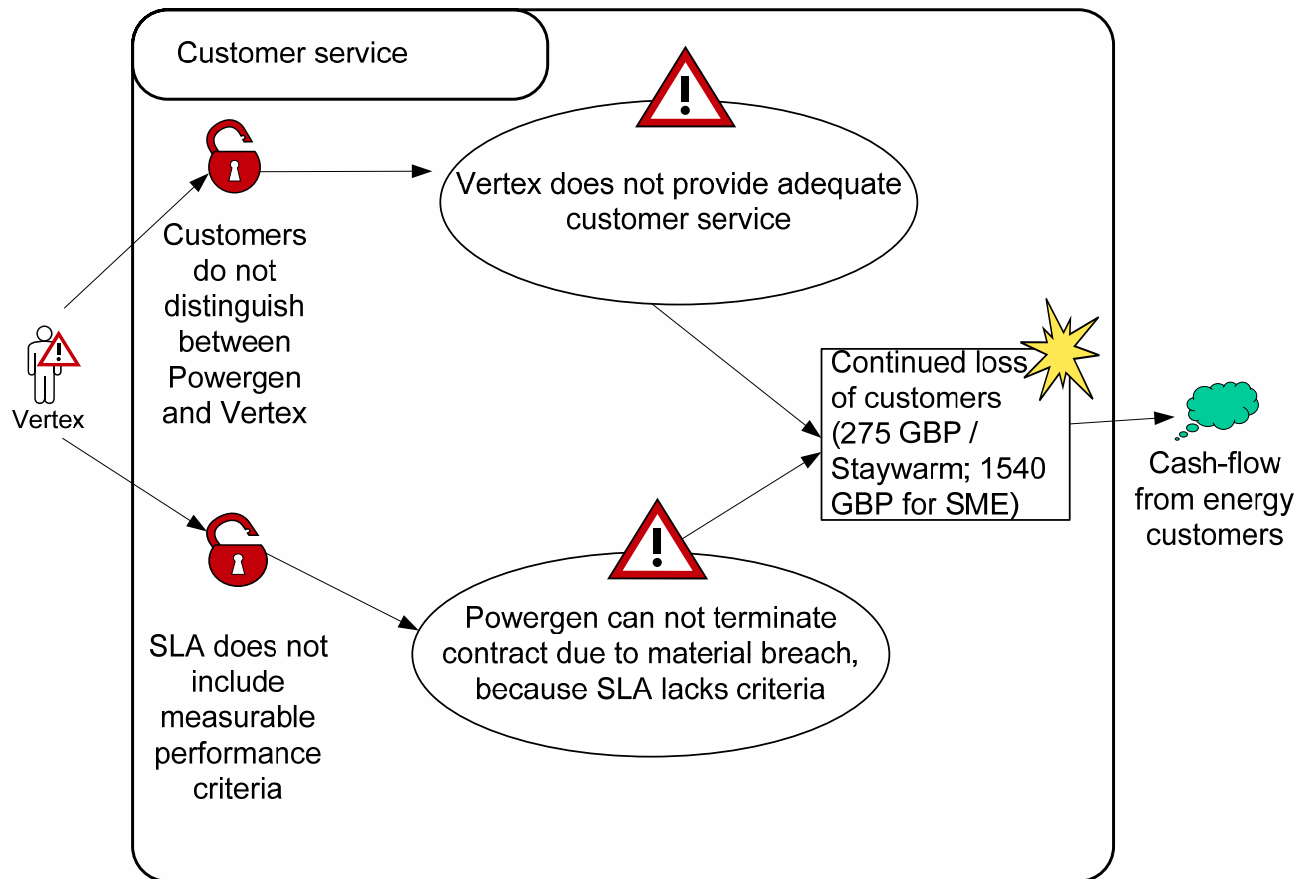 Customer service
Vertex does not provide adequate
customer service
Customers
do not
distinguish
between
Powergen
and Vertex
Vertex
Continued loss
of customers
(275 GBP /
Staywarm; 1540
GBP for SME)
Cash-flow
from energy
customers
SLA does not
include
measurable
performance
criteria
Powergen can not terminate
contract due to material breach,
because SLA lacks criteria